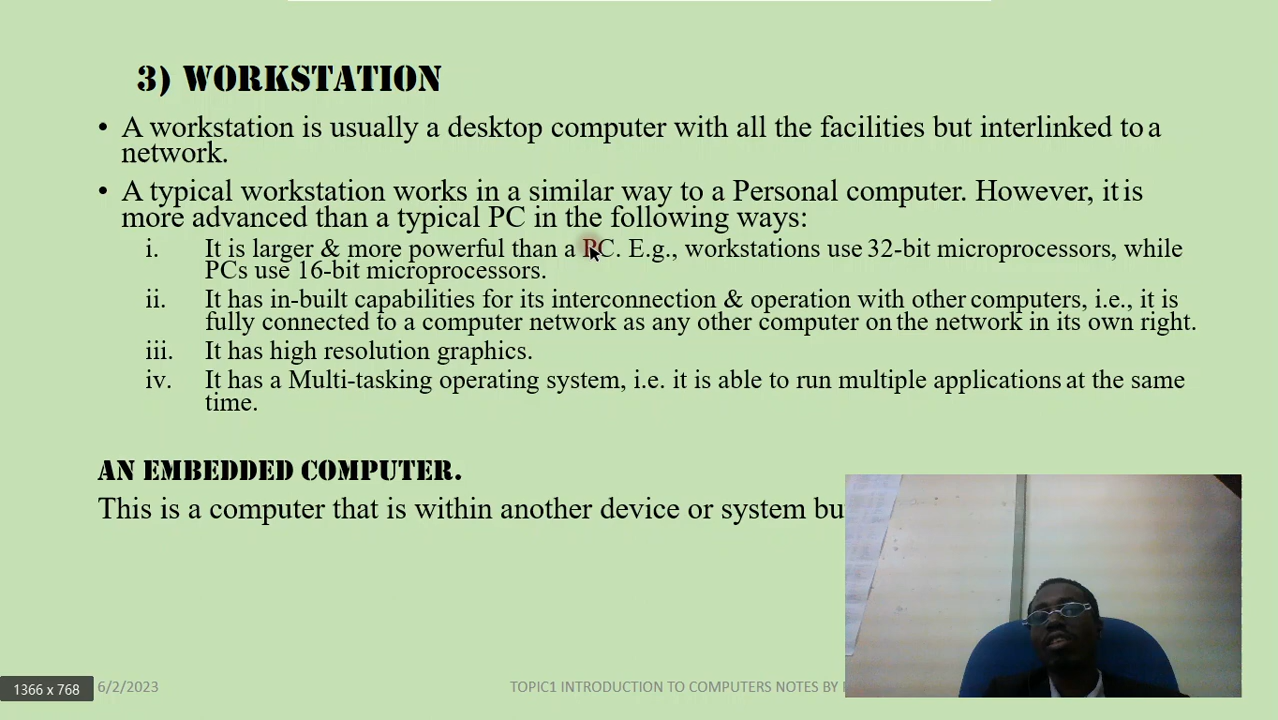 3) WORKSTATION
• A workstation is usually a desktop computer with all the facilities but interlinked to a
network.
• A typical workstation works in a similar way to a Personal computer. However, it is
more advanced than a typical PC in the following ways:
i. It is larger & more powerful than a PC. E.g., workstations use 32-bit microprocessors, while
PCs use 16-bit microprocessors.
ii. It has in-built capabilities for its interconnection & operation with other computers, i.e., it is
fully connected to a computer network as any other computer on the network in its own right.
iii. It has high resolution graphics.
iv. It has a Multi-tasking operating system, i.e. it is able to run multiple applications at the same
time.
AN EMBEDDED COMPUTER.
This is a computer that is within another device or system
1366 x 768
6/2/2023
TOPIC1 INTRODUCTION TO COMPUTERS NOTES BY